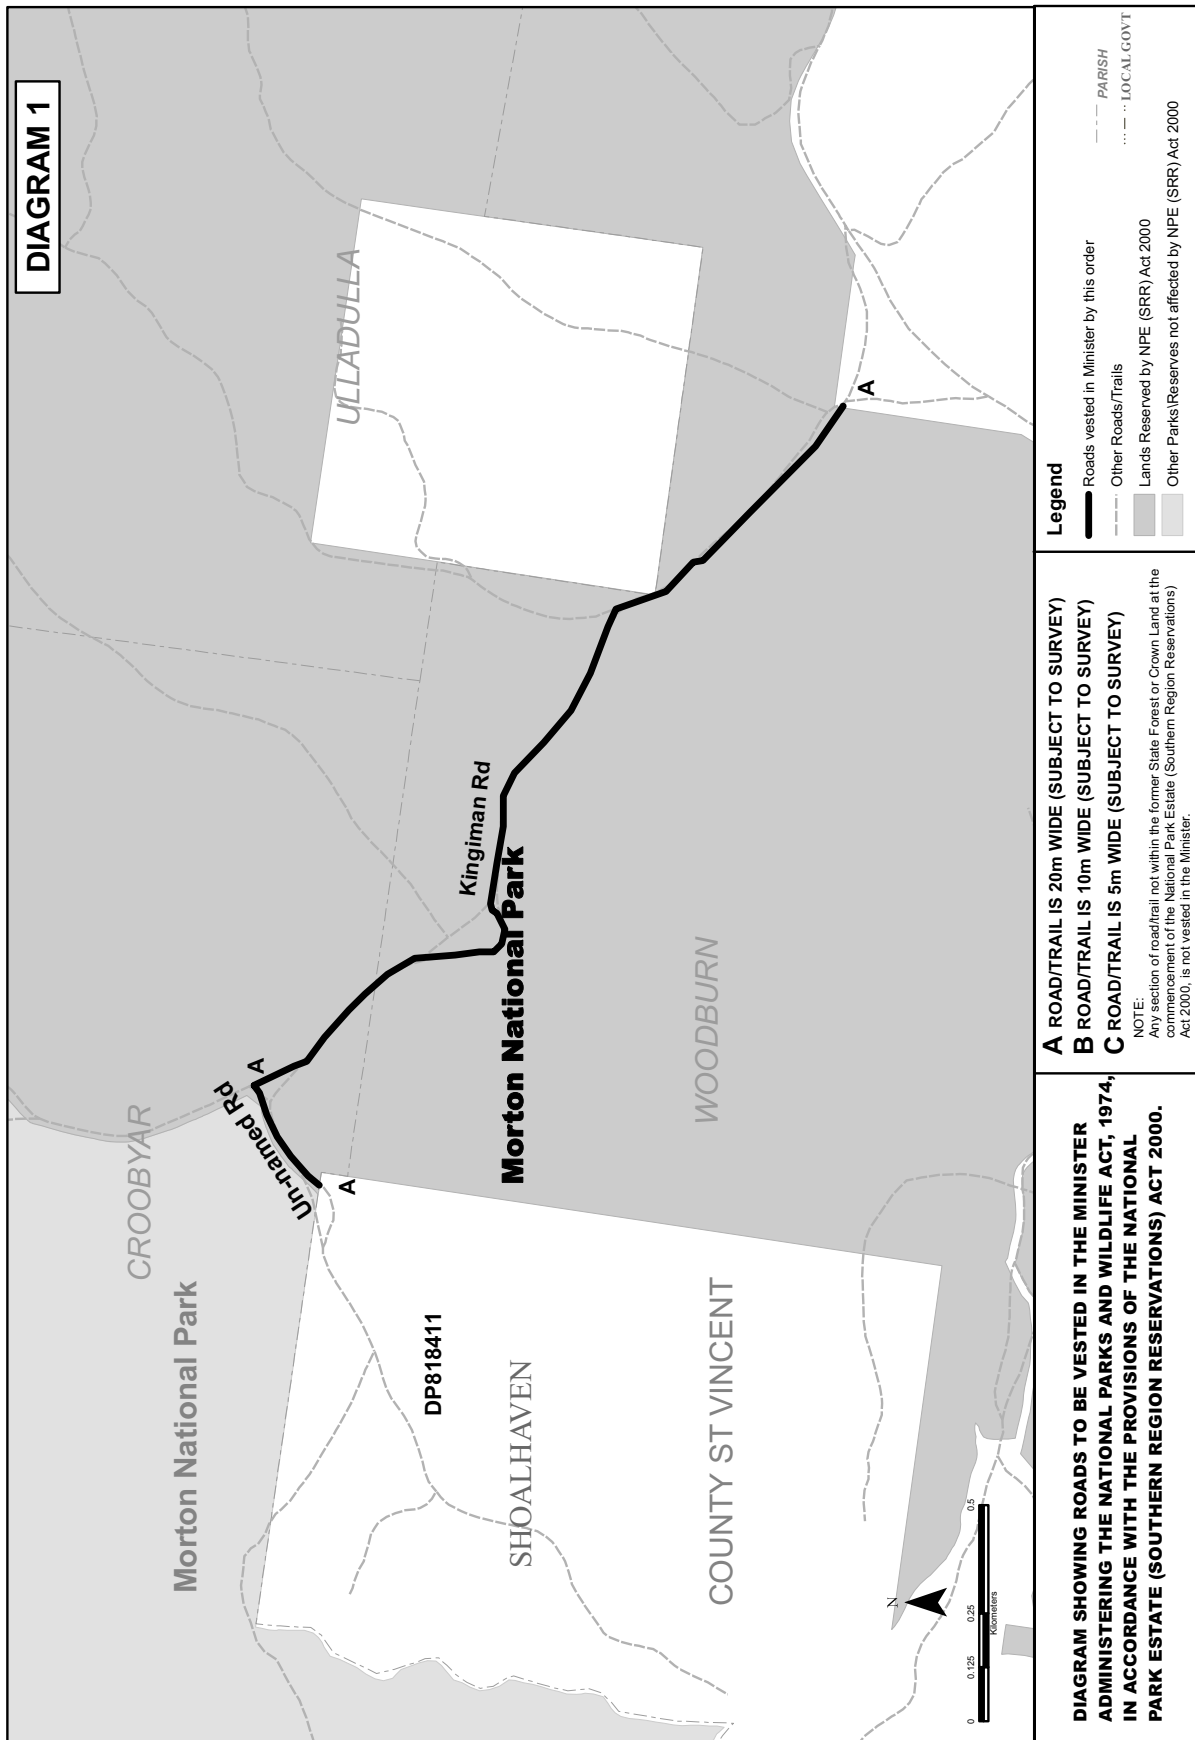 DIAGRAM 1
CROOBYAR
ULLADULLA
Morton National Park
Un-named Rd
A
A
Kingiman Rd
Morton National Park
A
DP818411
SHOALHAVEN
WOODBURN
COUNTY ST VINCENT
N
0 0.125 0.25 0.5
Kilometers
DIAGRAM SHOWING ROADS TO BE VESTED IN THE MINISTER
ADMINISTERING THE NATIONAL PARKS AND WILDLIFE ACT, 1974,
IN ACCORDANCE WITH THE PROVISIONS OF THE NATIONAL
PARK ESTATE (SOUTHERN REGION RESERVATIONS) ACT 2000.
A ROAD/TRAIL IS 20m WIDE (SUBJECT TO SURVEY)
B ROAD/TRAIL IS 10m WIDE (SUBJECT TO SURVEY)
C ROAD/TRAIL IS 5m WIDE (SUBJECT TO SURVEY)
NOTE:
Any section of road/trail not within the former State Forest or Crown Land at the
commencement of the National Park Estate (Southern Region Reservations)
Act 2000, is not vested in the Minister.
Legend
Roads vested in Minister by this order
Other Roads/Trails
Lands Reserved by NPE (SRR) Act 2000
Other Parks\Reserves not affected by NPE (SRR) Act 2000
PARISH
LOCAL GOVT